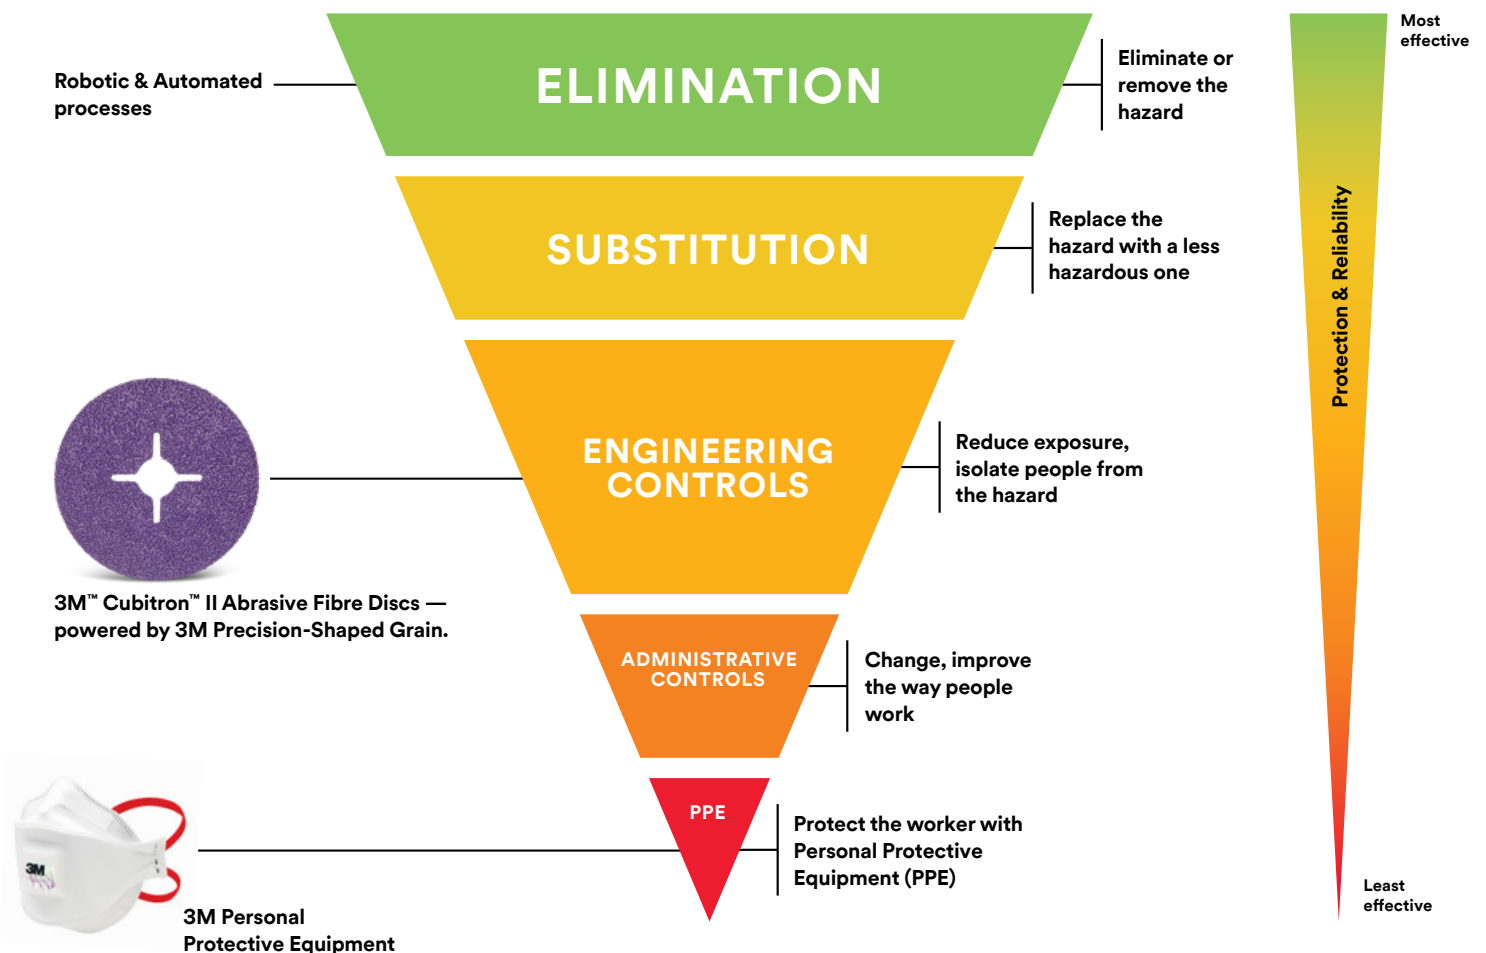 Most
effective
Robotic & Automated
processes
ELIMINATION
Eliminate or
remove the
hazard
SUBSTITUTION
Replace the
hazard with a less
hazardous one
Protection & Reliability
ENGINEERING
CONTROLS
Reduce exposure,
isolate people from
the hazard
3M™ Cubitron™ II Abrasive Fibre Discs —
powered by 3M Precision-Shaped Grain.
ADMINISTRATIVE
CONTROLS
Change, improve
the way people
work
PPE
Protect the worker with
Personal Protective
Equipment (PPE)
3M
3M Personal
Protective Equipment
Least
effective